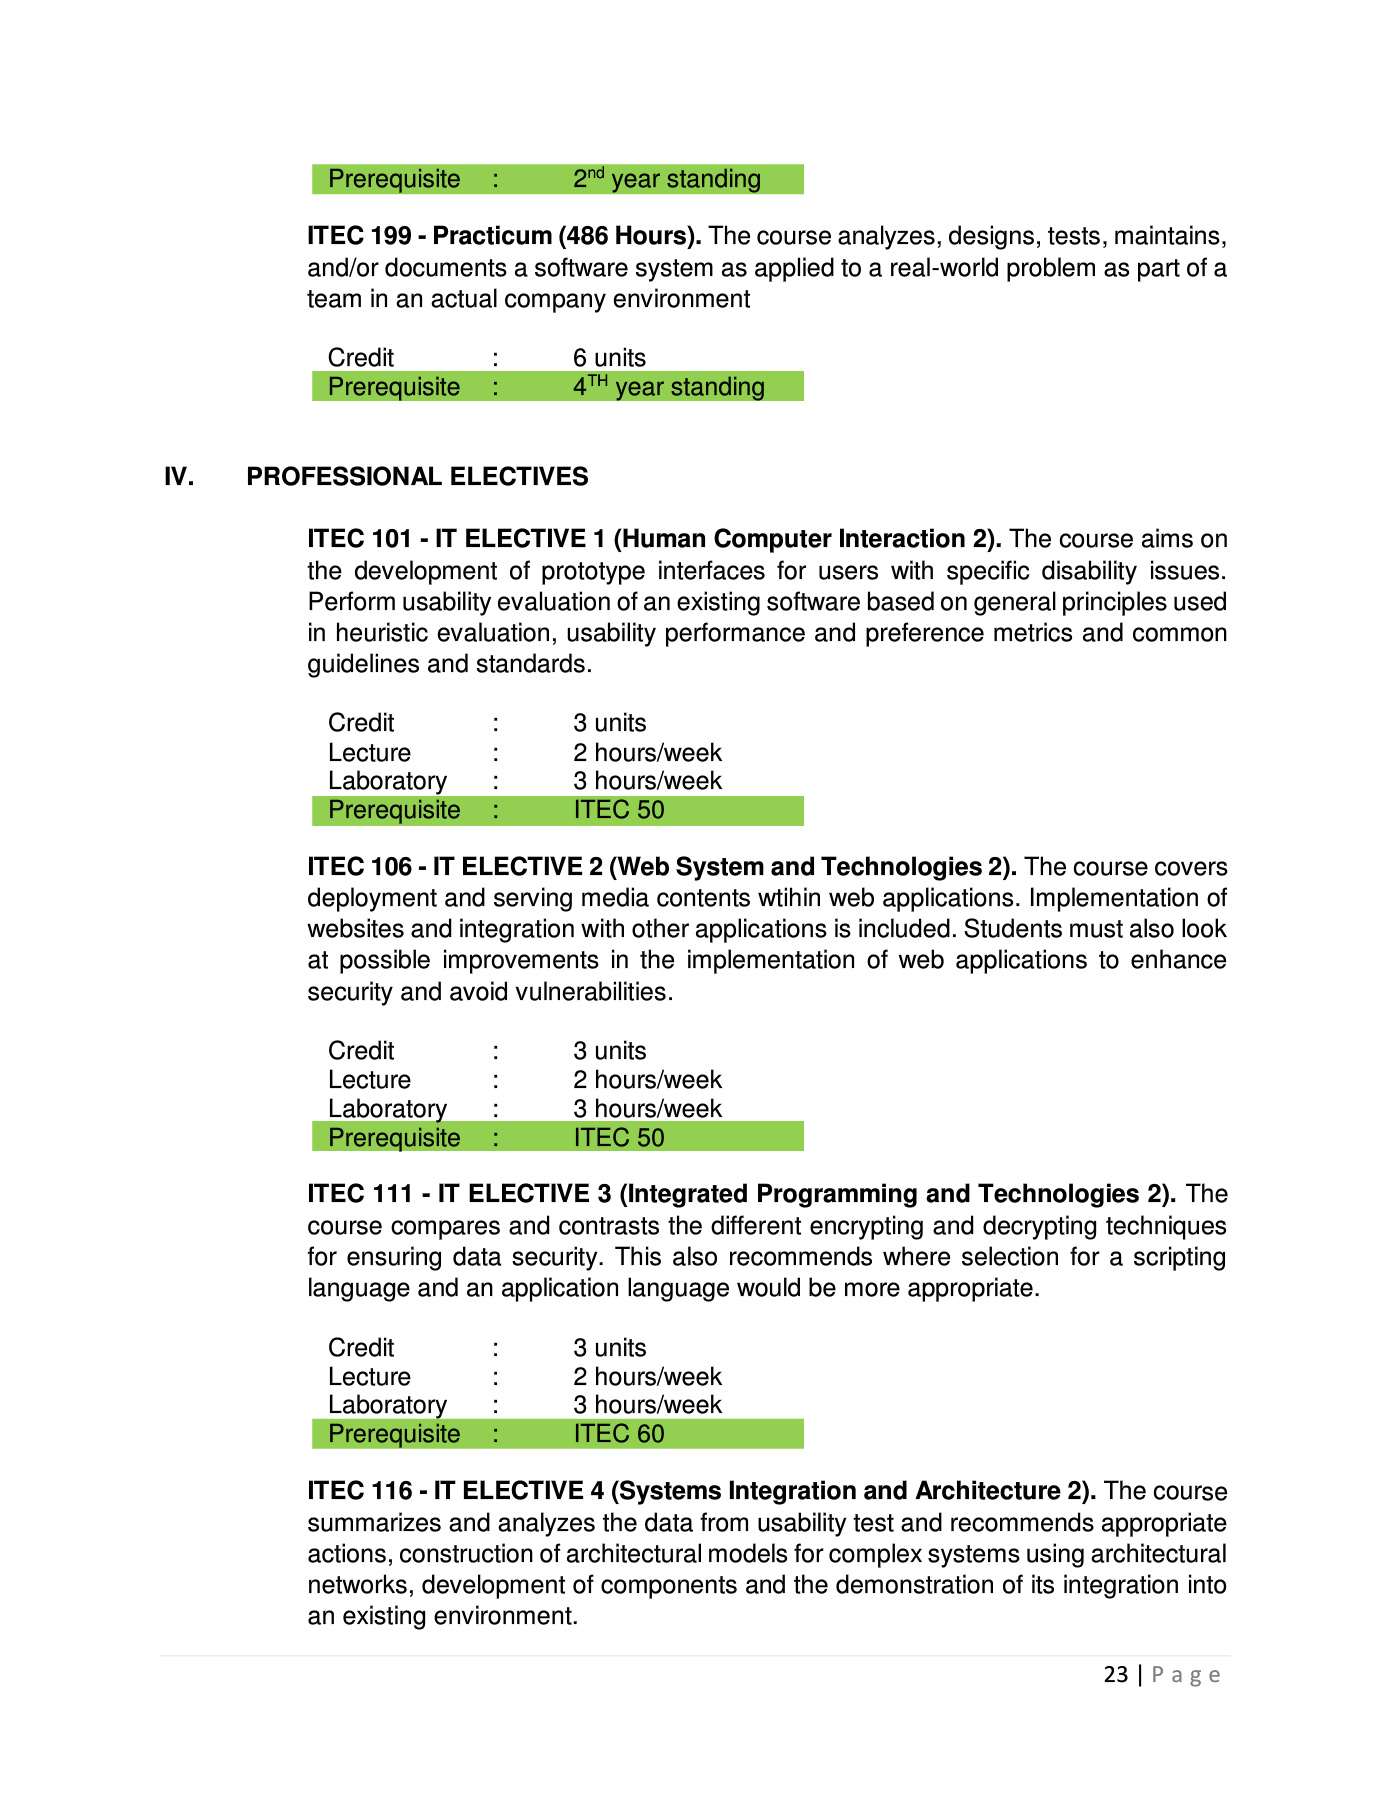 Prerequisite : 2nd year standing
ITEC 199 - Practicum (486 Hours). The course analyzes, designs, tests, maintains,
and/or documents a software system as applied to a real-world problem as part of a
team in an actual company environment
Credit : 6 units
Prerequisite : 4TH year standing
IV. PROFESSIONAL ELECTIVES
ITEC 101 - IT ELECTIVE 1 (Human Computer Interaction 2). The course aims on
the development of prototype interfaces for users with specific disability issues.
Perform usability evaluation of an existing software based on general principles used
in heuristic evaluation, usability performance and preference metrics and common
guidelines and standards.
Credit : 3 units
Lecture : 2 hours/week
Laboratory : 3 hours/week
Prerequisite : ITEC 50
ITEC 106 - IT ELECTIVE 2 (Web System and Technologies 2). The course covers
deployment and serving media contents wtihin web applications. Implementation of
websites and integration with other applications is included. Students must also look
at possible improvements in the implementation of web applications to enhance
security and avoid vulnerabilities.
Credit : 3 units
Lecture : 2 hours/week
Laboratory : 3 hours/week
Prerequisite : ITEC 50
ITEC 111 - IT ELECTIVE 3 (Integrated Programming and Technologies 2). The
course compares and contrasts the different encrypting and decrypting techniques
for ensuring data security. This also recommends where selection for a scripting
language and an application language would be more appropriate.
Credit : 3 units
Lecture : 2 hours/week
Laboratory : 3 hours/week
Prerequisite : ITEC 60
ITEC 116 - IT ELECTIVE 4 (Systems Integration and Architecture 2). The course
summarizes and analyzes the data from usability test and recommends appropriate
actions, construction of architectural models for complex systems using architectural
networks, development of components and the demonstration of its integration into
an existing environment.
23 | Page